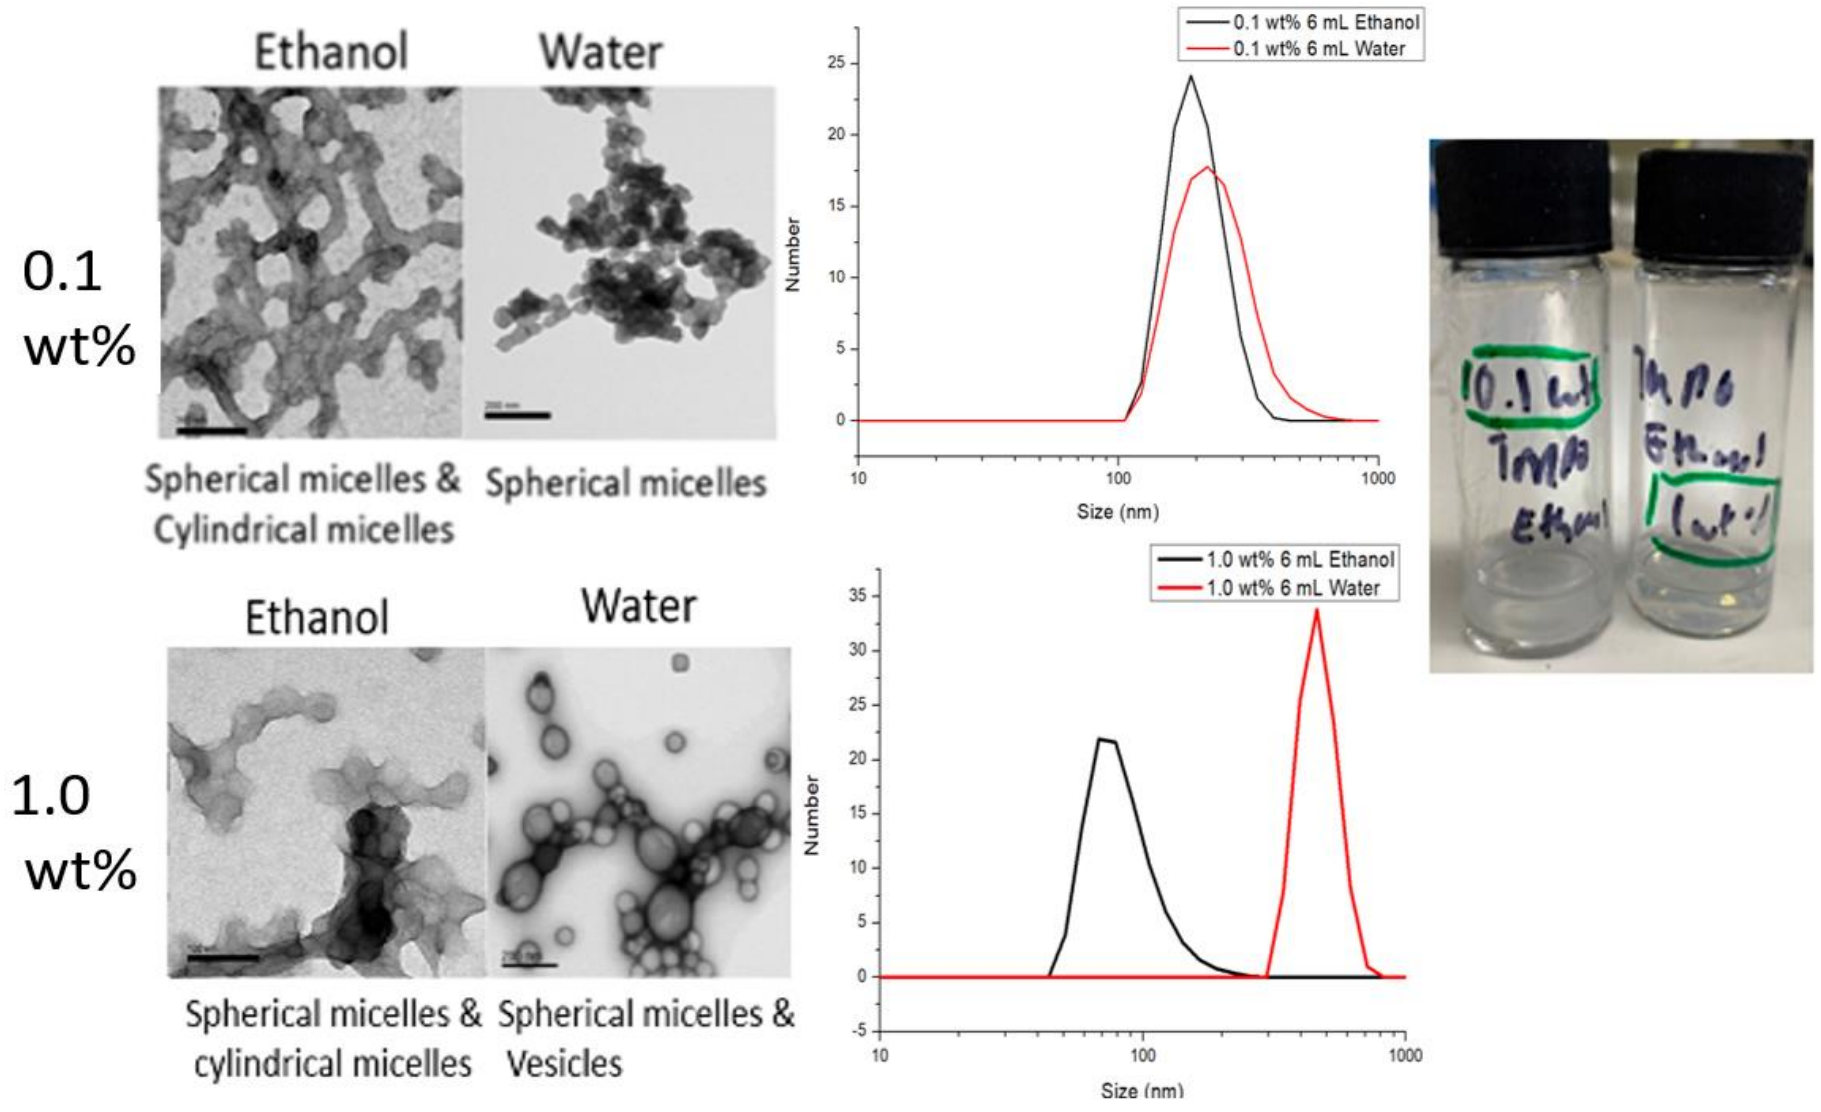 Ethanol
Water
0.1
wt%
200 nm
Spherical micelles &
Cylindrical micelles
Spherical micelles
0.1 wt% 6 mL Ethanol
0.1 wt% 6 mL Water
25
20
15
10
5
0
Number
10
100
1000
Size (nm)
0.1 wt
Ethanol
Ethanol
1 wt%
Ethanol
Water
1.0
wt%
Spherical micelles &
cylindrical micelles
Spherical micelles &
Vesicles
1.0 wt% 6 mL Ethanol
1.0 wt% 6 mL Water
35
30
25
20
15
10
5
0
-5
Number
10
100
1000
Size (nm)